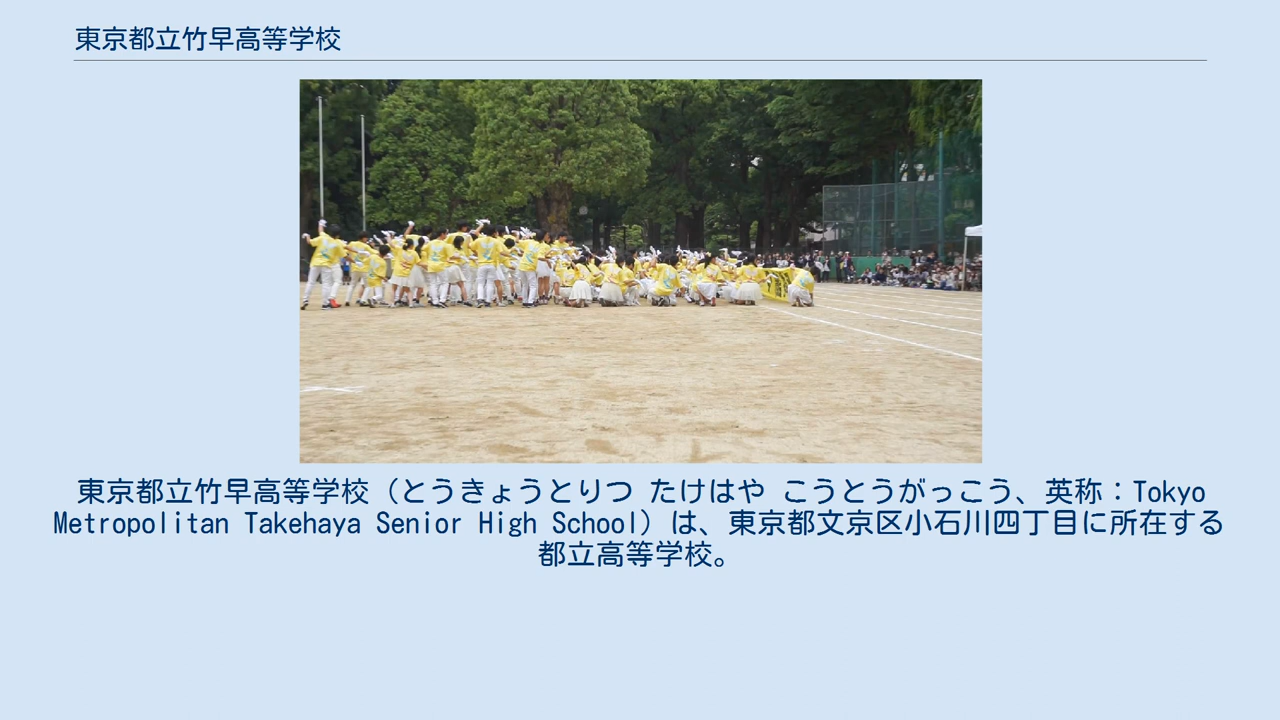 東京都立竹早高等学校
東京都立竹早高等学校（とうきょうとりつ たけはや こうとうがっこう、英称：Tokyo
Metropolitan Takehaya Senior High School）は、東京都文京区小石川四丁目に所在する
都立高等学校。